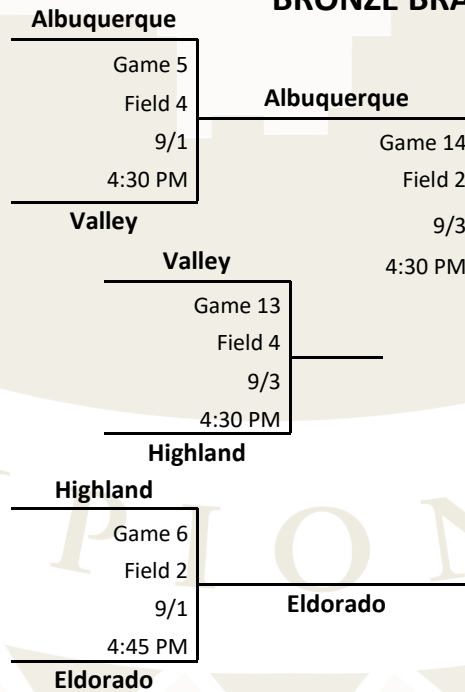 BRONZE
Albuquerque
Game 5
Field 4
9/1
4:30 PM
Valley
Albuquerque
Game 14
Field 2
9/3
4:30 PM
Valley
Game 13
Field 4
9/3
4:30 PM
Highland
Highland
Game 6
Field 2
9/1
4:45 PM
Eldorado
Eldorado
P I O N